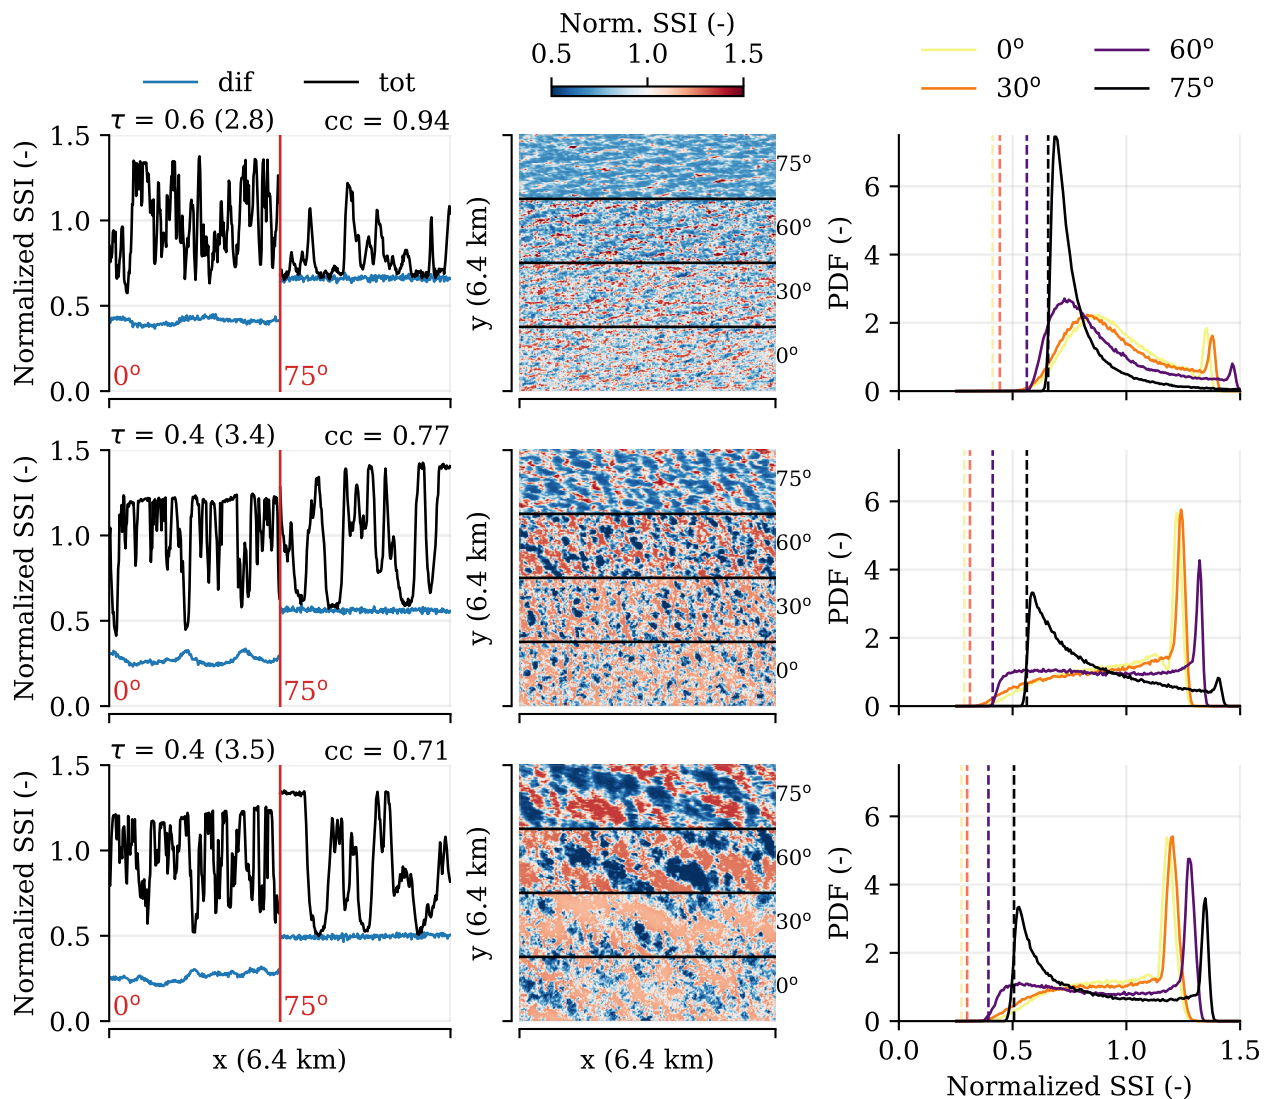 Norm. SSI (-)
0.5 1.0 1.5
dif tot
0° 60°
30° 75°
τ = 0.6 (2.8) cc = 0.94
Normalized SSI (-)
1.5
1.0
0.5
0.0
0° 75°
y (6.4 km)
75°
60°
30°
0°
PDF (-)
6
4
2
0
τ = 0.4 (3.4) cc = 0.77
Normalized SSI (-)
1.5
1.0
0.5
0.0
0° 75°
y (6.4 km)
75°
60°
30°
0°
PDF (-)
6
4
2
0
τ = 0.4 (3.5) cc = 0.71
Normalized SSI (-)
1.5
1.0
0.5
0.0
0° 75°
x (6.4 km)
y (6.4 km)
75°
60°
30°
0°
x (6.4 km)
PDF (-)
6
4
2
0
0.0 0.5 1.0 1.5
Normalized SSI (-)